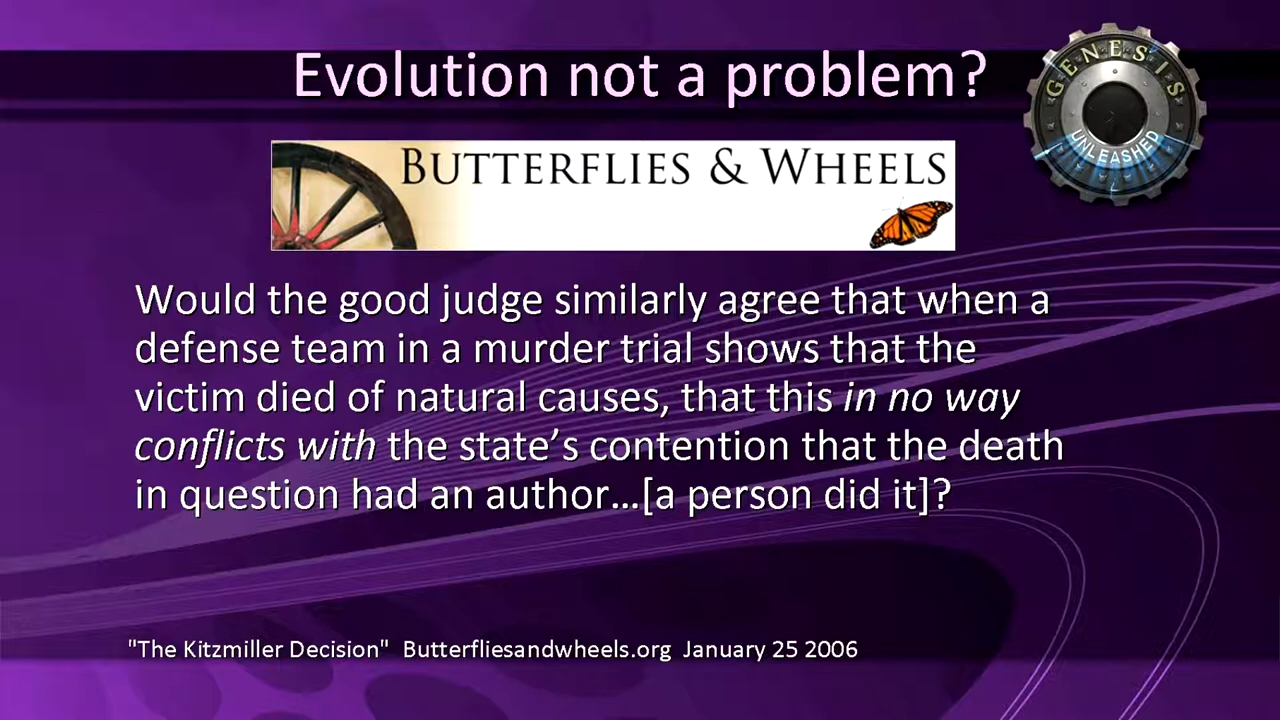 Evolution not a problem?
GENESIS
UNLEASHED
BUTTERFLIES & WHEELS
Would the good judge similarly agree that when a
defense team in a murder trial shows that the
victim died of natural causes, that this in no way
conflicts with the state’s contention that the death
in question had an author...[a person did it]?
"The Kitzmiller Decision"  Butterfliesandwheels.org  January 25 2006